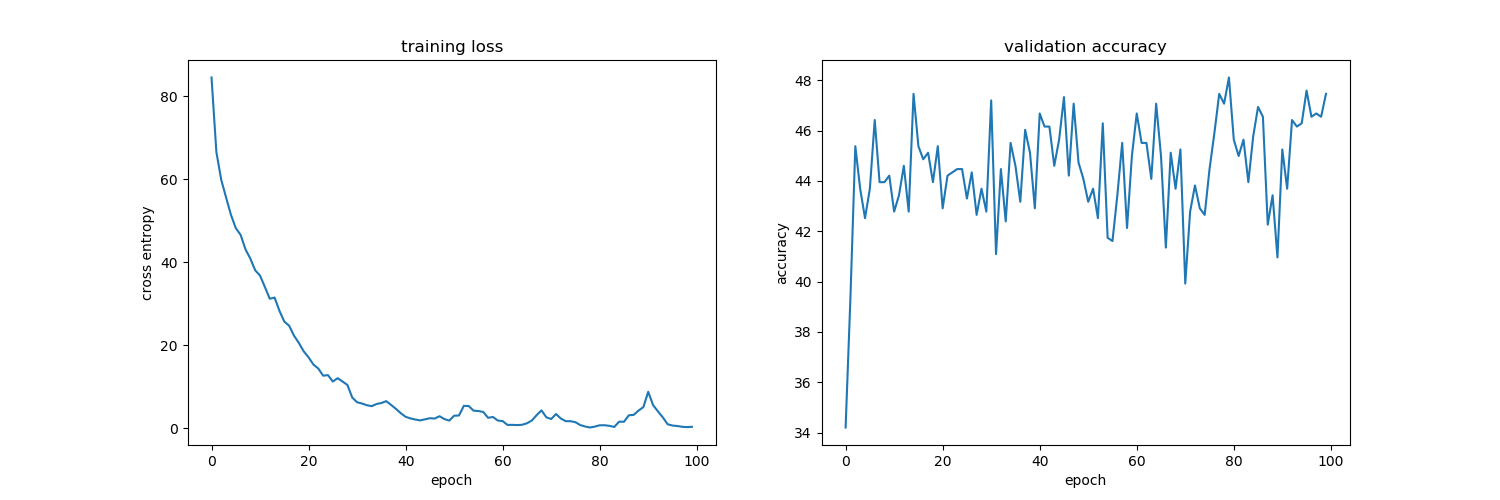 training loss
cross entropy
80
60
40
20
0
0 20 40 60 80 100
epoch
validation accuracy
accuracy
48
46
44
42
40
38
36
34
0 20 40 60 80 100
epoch